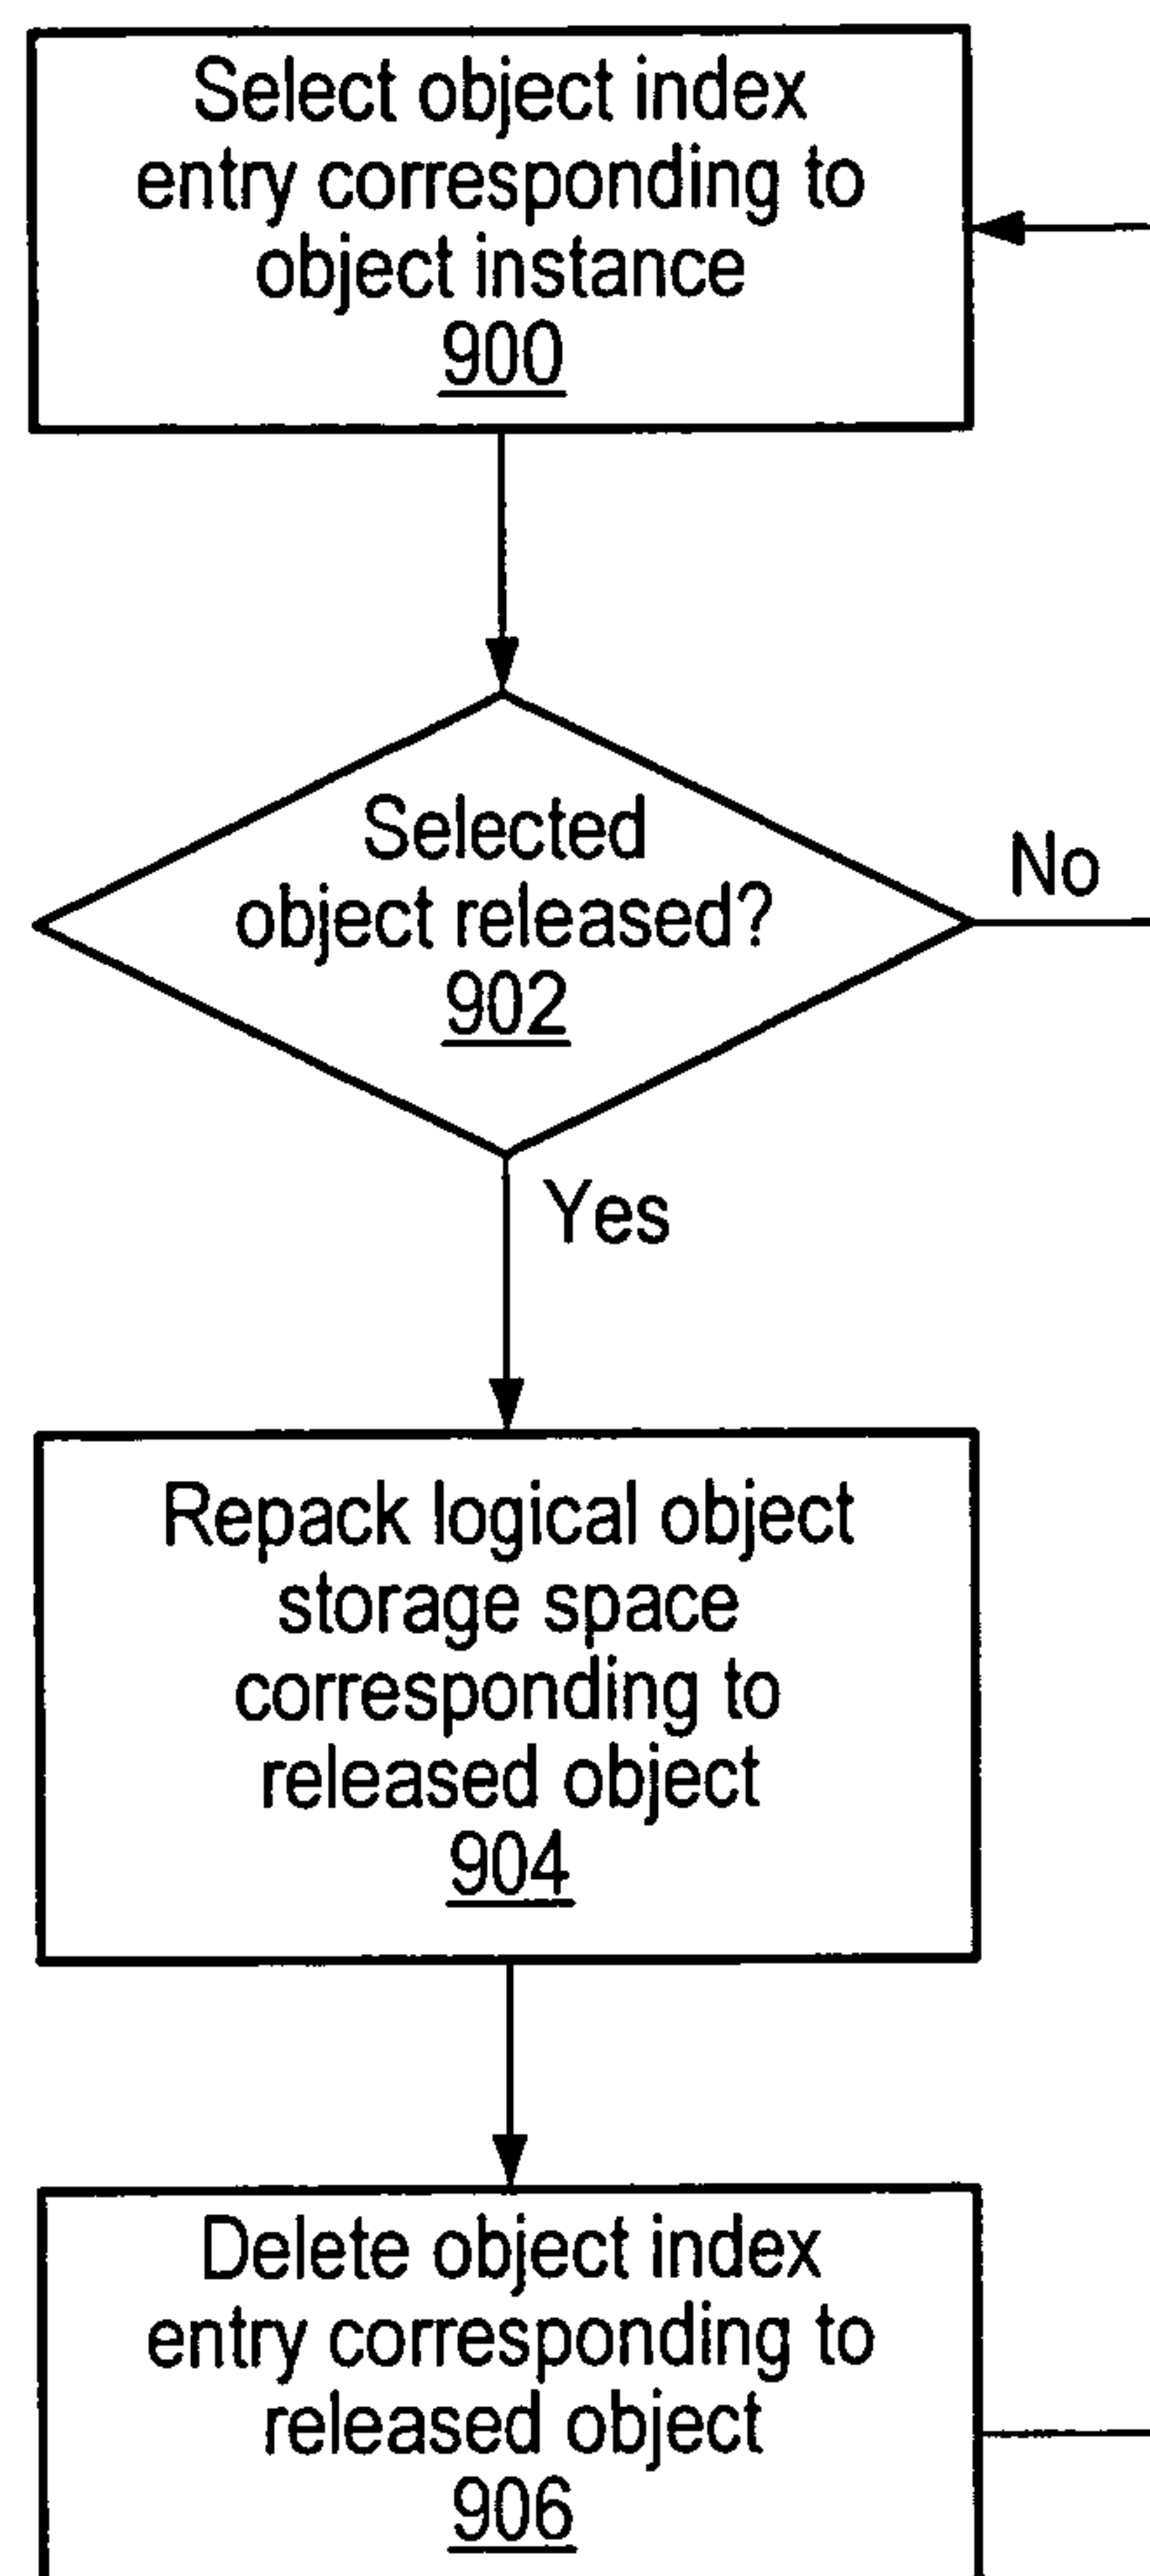 Select object index
entry corresponding to
object instance
900
Selected
object released?
902
No
Yes
Repack logical object
storage space
corresponding to
released object
904
Delete object index
entry corresponding to
released object
906